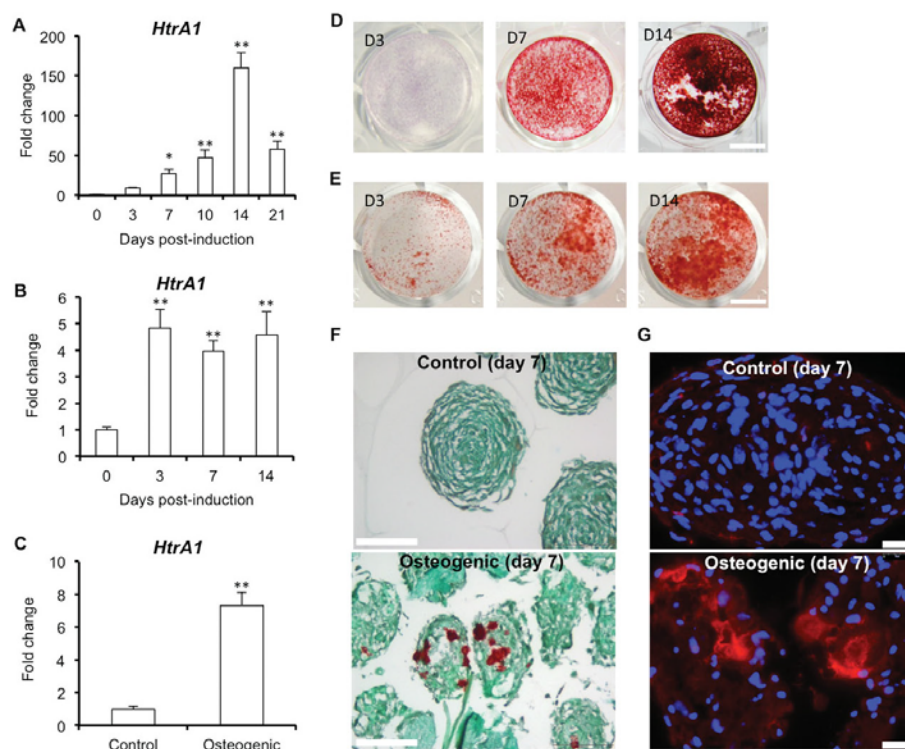 A
HtrA1
Fold change
200
150
100
50
0
*
**
**
**
0 3 7 10 14 21
Days post-induction
B
HtrA1
Fold change
6
5
4
3
2
1
0
**
**
**
0 3 7 14
Days post-induction
C
HtrA1
Fold change
10
8
6
4
2
0
**
Control Osteogenic
D
D3 D7 D14
E
D3 D7 D14
F
Control (day 7)
Osteogenic (day 7)
G
Control (day 7)
Osteogenic (day 7)